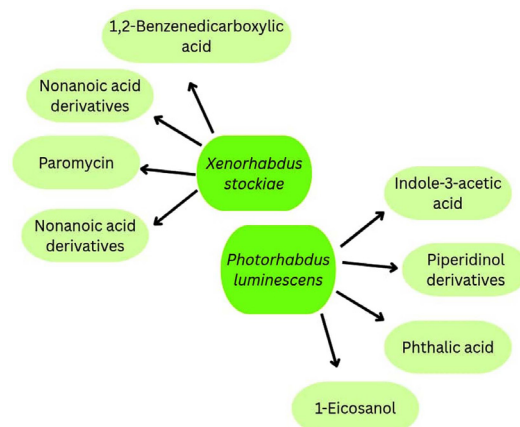 1,2-Benzenedicarboxylic
acid
Nonanoic acid
derivatives
Paromycin
Nonanoic acid
derivatives
Xenorhabdus
stockiae
Photorhabdus
luminescens
Indole-3-acetic
acid
Piperidinol
derivatives
Phthalic acid
1-Eicosanol